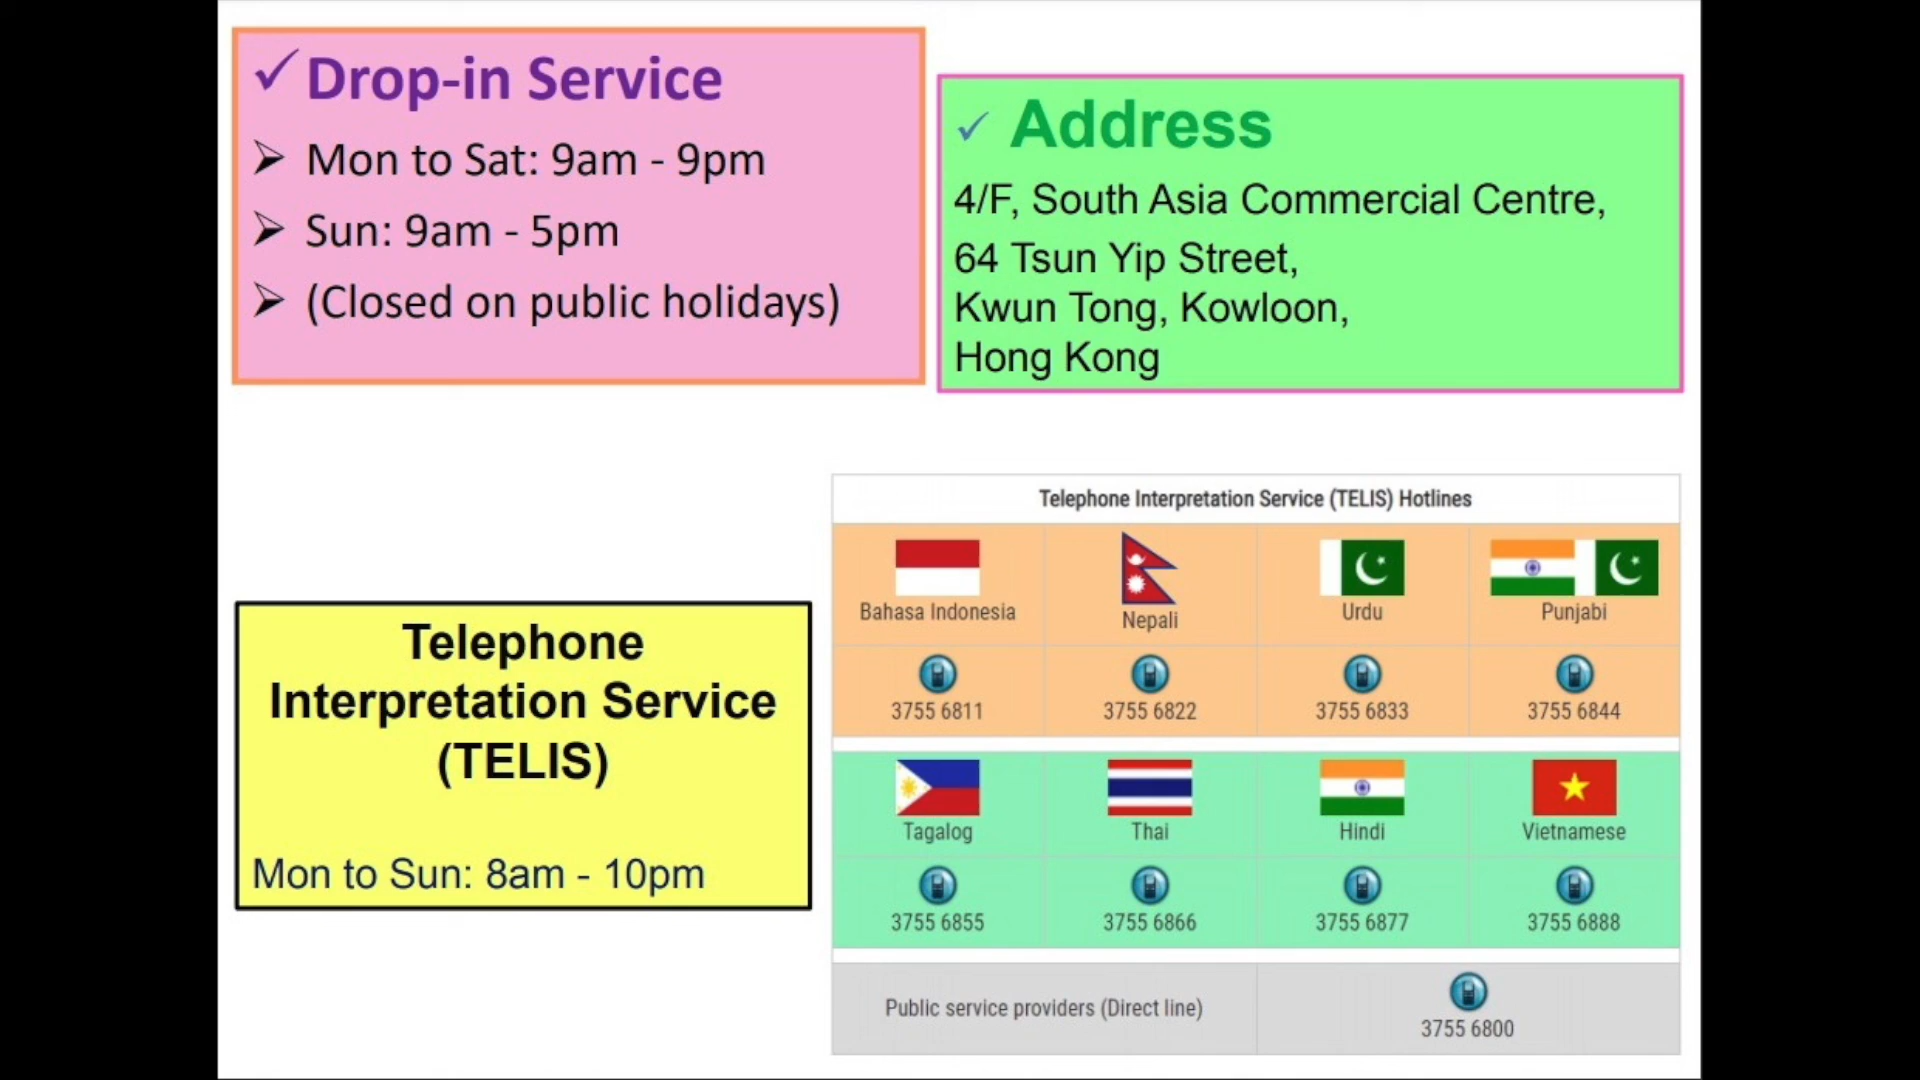 ✓Drop-in Service
➢ Mon to Sat: 9am - 9pm
➢ Sun: 9am - 5pm
➢ (Closed on public holidays)
✓ Address
4/F, South Asia Commercial Centre,
64 Tsun Yip Street,
Kwun Tong, Kowloon,
Hong Kong
Telephone
Interpretation Service
(TELIS)
Mon to Sun: 8am - 10pm
Telephone Interpretation Service (TELIS) Hotlines
Bahasa Indonesia Nepali Urdu Punjabi
3755 6811 3755 6822 3755 6833 3755 6844
Tagalog Thai Hindi Vietnamese
3755 6855 3755 6866 3755 6877 3755 6888
Public service providers (Direct line) 3755 6800